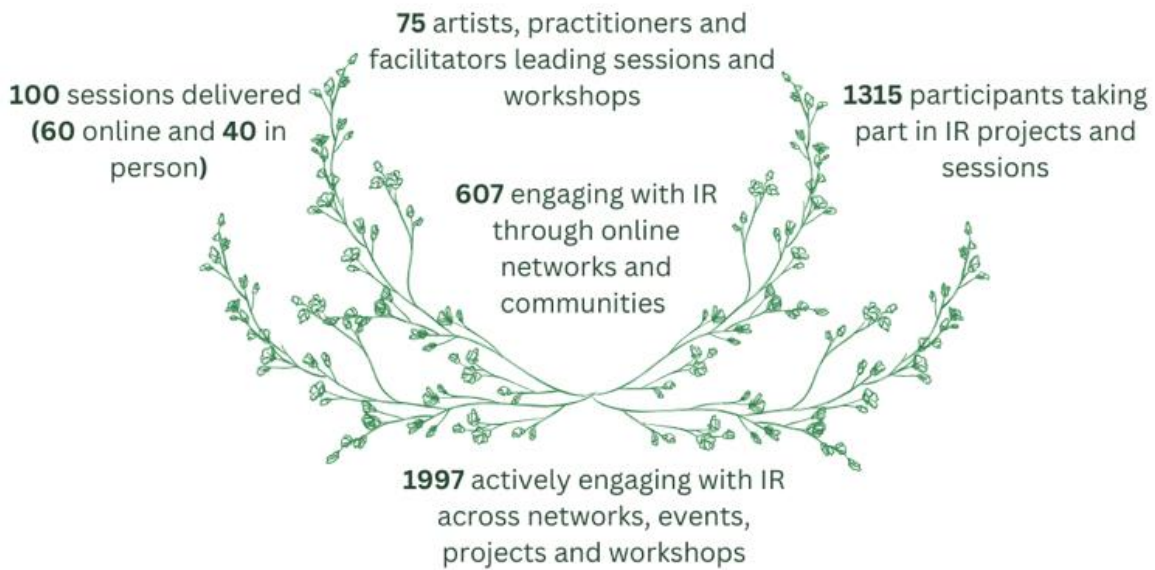 75 artists, practitioners and
facilitators leading sessions and
workshops
100 sessions delivered
(60 online and 40 in
person)
1315 participants taking
part in IR projects and
sessions
607 engaging with IR
through online
networks and
communities
1997 actively engaging with IR
across networks, events,
projects and workshops